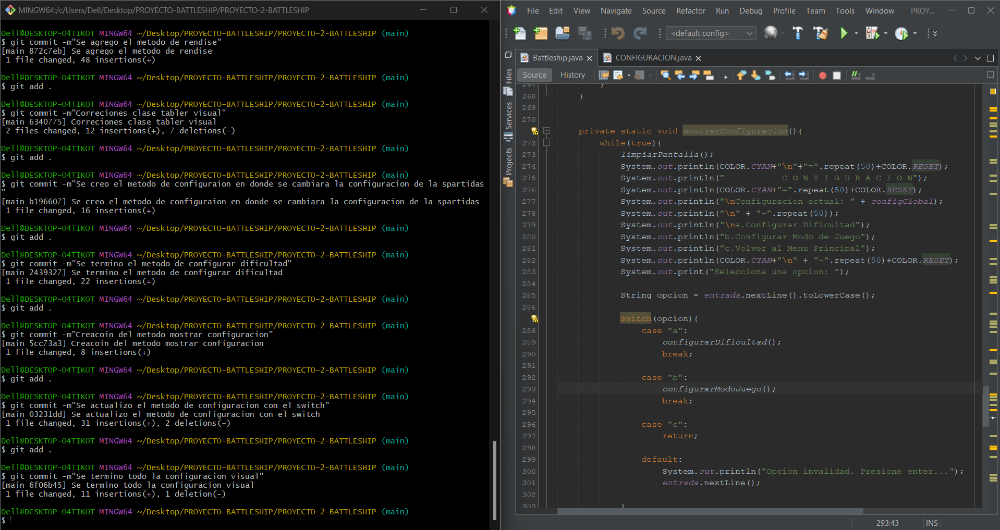 MINGW64:/c/Users/Dell/Desktop/PROYECTO-BATTLESHIP/PROYECTO-2-BATTLESHIP
Dell@DESKTOP-O4TIKOT MINGW64 ~/Desktop/PROYECTO-BATTLESHIP/PROYECTO-2-BATTLESHIP (main)
$ git commit -m"Se agrego el metodo de rendise"
[main 872c7eb] Se agrego el metodo de rendise
1 file changed, 48 insertions(+)
Dell@DESKTOP-O4TIKOT MINGW64 ~/Desktop/PROYECTO-BATTLESHIP/PROYECTO-2-BATTLESHIP (main)
$ git add .
Dell@DESKTOP-O4TIKOT MINGW64 ~/Desktop/PROYECTO-BATTLESHIP/PROYECTO-2-BATTLESHIP (main)
$ git commit -m"Correciones clase tabler visual"
[main 6340775] Correciones clase tabler visual
2 files changed, 12 insertions(+), 7 deletions(-)
Dell@DESKTOP-O4TIKOT MINGW64 ~/Desktop/PROYECTO-BATTLESHIP/PROYECTO-2-BATTLESHIP (main)
$ git add .
Dell@DESKTOP-O4TIKOT MINGW64 ~/Desktop/PROYECTO-BATTLESHIP/PROYECTO-2-BATTLESHIP (main)
$ git commit -m"Se creo el metodo de configuraion en donde se cambiara la configuracion de la spartidas
"
[main b196607] Se creo el metodo de configuraion en donde se cambiara la configuracion de la spartidas
1 file changed, 16 insertions(+)
Dell@DESKTOP-O4TIKOT MINGW64 ~/Desktop/PROYECTO-BATTLESHIP/PROYECTO-2-BATTLESHIP (main)
$ git add .
Dell@DESKTOP-O4TIKOT MINGW64 ~/Desktop/PROYECTO-BATTLESHIP/PROYECTO-2-BATTLESHIP (main)
$ git commit -m"Se termino el metodo de configurar dificultad"
[main 2439327] Se termino el metodo de configurar dificultad
1 file changed, 22 insertions(+)
Dell@DESKTOP-O4TIKOT MINGW64 ~/Desktop/PROYECTO-BATTLESHIP/PROYECTO-2-BATTLESHIP (main)
$ git add .
Dell@DESKTOP-O4TIKOT MINGW64 ~/Desktop/PROYECTO-BATTLESHIP/PROYECTO-2-BATTLESHIP (main)
$ git commit -m"Creacoin del metodo mostrar configuracion"
[main 5cc73a3] Creacoin del metodo mostrar configuracion
1 file changed, 8 insertions(+)
Dell@DESKTOP-O4TIKOT MINGW64 ~/Desktop/PROYECTO-BATTLESHIP/PROYECTO-2-BATTLESHIP (main)
$ git add .
Dell@DESKTOP-O4TIKOT MINGW64 ~/Desktop/PROYECTO-BATTLESHIP/PROYECTO-2-BATTLESHIP (main)
$ git commit -m"Se actualizo el metodo de configuracion con el switch"
[main 03231dd] Se actualizo el metodo de configuracion con el switch
1 file changed, 31 insertions(+), 2 deletions(-)
Dell@DESKTOP-O4TIKOT MINGW64 ~/Desktop/PROYECTO-BATTLESHIP/PROYECTO-2-BATTLESHIP (main)
$ git add .
Dell@DESKTOP-O4TIKOT MINGW64 ~/Desktop/PROYECTO-BATTLESHIP/PROYECTO-2-BATTLESHIP (main)
$ git commit -m"Se termino todo la configuracion visual"
[main 6f06b45] Se termino todo la configuracion visual
1 file changed, 11 insertions(+), 1 deletion(-)
Dell@DESKTOP-O4TIKOT MINGW64 ~/Desktop/PROYECTO-BATTLESHIP/PROYECTO-2-BATTLESHIP (main)
$
File Edit View Navigate Source Refactor Run Debug Profile Team Tools Window PROY...
<default config>
Battleship.java CONFIGURACION.java
Source History
Files
Services
Projects
267 }
268 }
269
270
private static void mostrarConfiguracion(){
272 while(true){
273 limpiarPantalla();
274 System.out.println(COLOR.CYAN+"\n"+"=".repeat(50)+COLOR.RESET);
275 System.out.println(" C O N F I G U R A C I O N");
276 System.out.println(COLOR.CYAN+"=".repeat(50)+COLOR.RESET);
277 System.out.println("\nConfiguracion actual: " + configGlobal);
278 System.out.println("\n" + "-".repeat(50));
279 System.out.println("\na.Configurar Dificultad");
280 System.out.println("b.Configurar Modo de Juego");
281 System.out.println("c.Volver al Menu Principal");
282 System.out.println(COLOR.CYAN+"\n" + "-".repeat(50)+COLOR.RESET);
283 System.out.print("Selecciona una opcion: ");
284
285 String opcion = entrada.nextLine().toLowerCase();
286
switch(opcion){
288 case "a":
289 configurarDificultad();
290 break;
291
292 case "b":
293 configurarModoJuego();
294 break;
295
296 case "c":
297 return;
298
299 default:
300 System.out.println("Opcion invalidad. Presione enter...");
301 entrada.nextLine();
302
303 }
293:43 INS